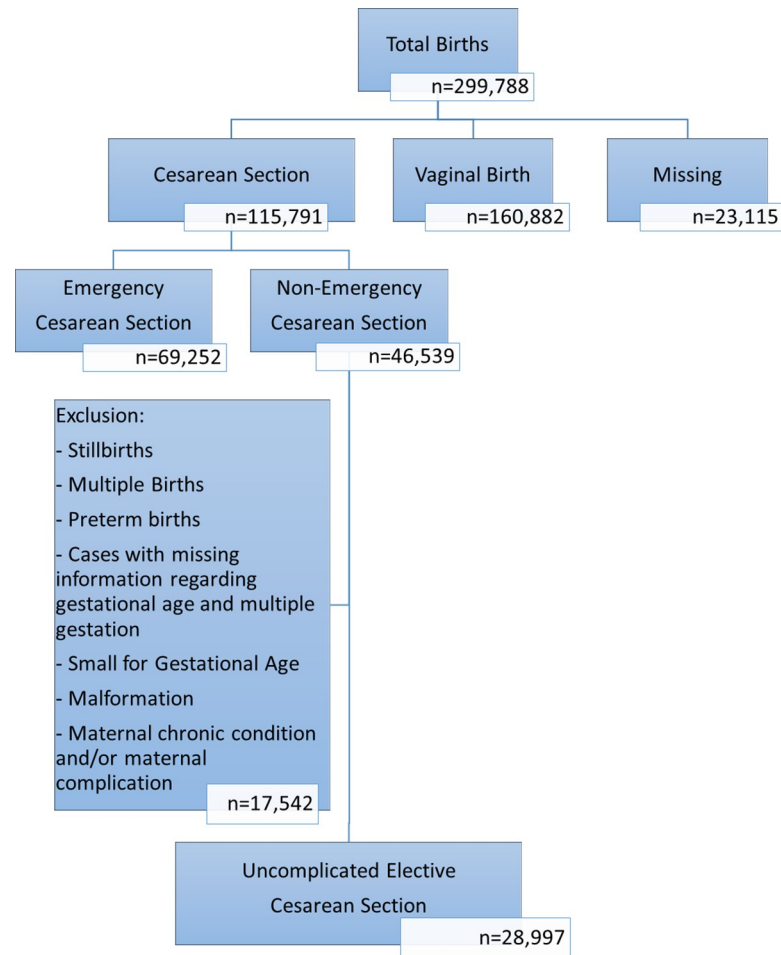 Total Births
n=299,788
Cesarean Section
n=115,791
Vaginal Birth
n=160,882
Missing
n=23,115
Emergency
Cesarean Section
n=69,252
Non-Emergency
Cesarean Section
n=46,539
Exclusion:
- Stillbirths
- Multiple Births
- Preterm births
- Cases with missing
information regarding
gestational age and multiple
gestation
- Small for Gestational Age
- Malformation
- Maternal chronic condition
and/or maternal
complication
n=17,542
Uncomplicated Elective
Cesarean Section
n=28,997